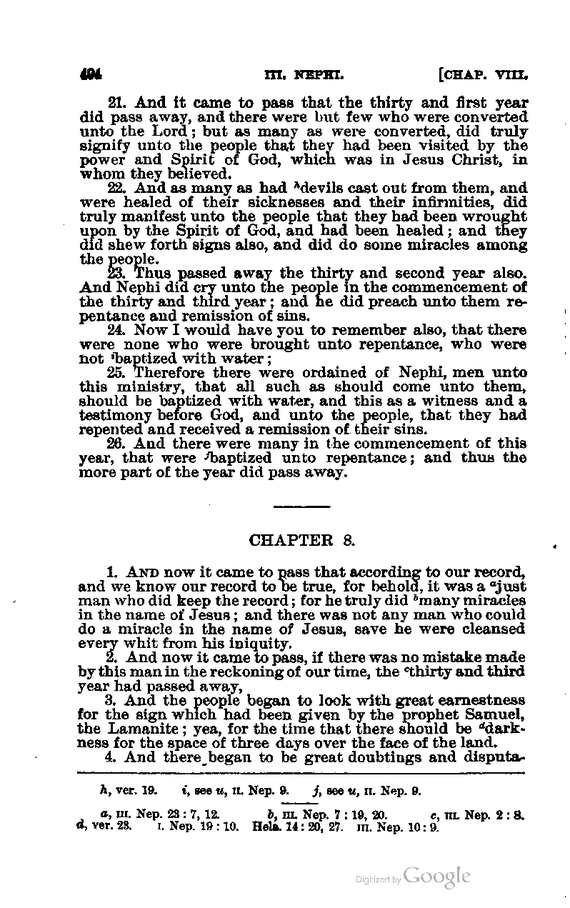 494 III. NEPHI. [CHAP. VIII.
21. And it came to pass that the thirty and first year
did pass away, and there were but few who were converted
unto the Lord; but as many as were converted, did truly
signify unto the people that they had been visited by the
power and Spirit of God, which was in Jesus Christ, in
whom they believed.
22. And as many as had hdevils cast out from them, and
were healed of their sicknesses and their infirmities, did
truly manifest unto the people that they had been wrought
upon by the Spirit of God, and had been healed; and they
did shew forth signs also, and did do some miracles among
the people.
23. Thus passed away the thirty and second year also.
And Nephi did cry unto the people in the commencement of
the thirty and third year; and he did preach unto them re-
pentance and remission of sins.
24. Now I would have you to remember also, that there
were none who were brought unto repentance, who were
not ibaptized with water;
25. Therefore there were ordained of Nephi, men unto
this ministry, that all such as should come unto them,
should be baptized with water, and this as a witness and a
testimony before God, and unto the people, that they had
repented and received a remission of their sins.
26. And there were many in the commencement of this
year, that were jbaptized unto repentance; and thus the
more part of the year did pass away.
CHAPTER 8.
1. AND now it came to pass that according to our record,
and we know our record to be true, for behold, it was a ajust
man who did keep the record; for he truly did bmany miracles
in the name of Jesus; and there was not any man who could
do a miracle in the name of Jesus, save he were cleansed
every whit from his iniquity.
2. And now it came to pass, if there was no mistake made
by this man in the reckoning of our time, the cthirty and third
year had passed away,
3. And the people began to look with great earnestness
for the sign which had been given by the prophet Samuel,
the Lamanite; yea, for the time that there should be ddark-
ness for the space of three days over the face of the land.
4. And there began to be great doubtings and disputa-
h, ver. 19. i, see u, II. Nep. 9. j, see u, II. Nep. 9.
a, III. Nep. 23:7, 12. b, III. Nep. 7:19, 20. c, III. Nep. 2:8.
d, ver. 23. I. Nep. 19:10. Hela. 14:20, 27. III. Nep. 10:9.
Digitized by Google